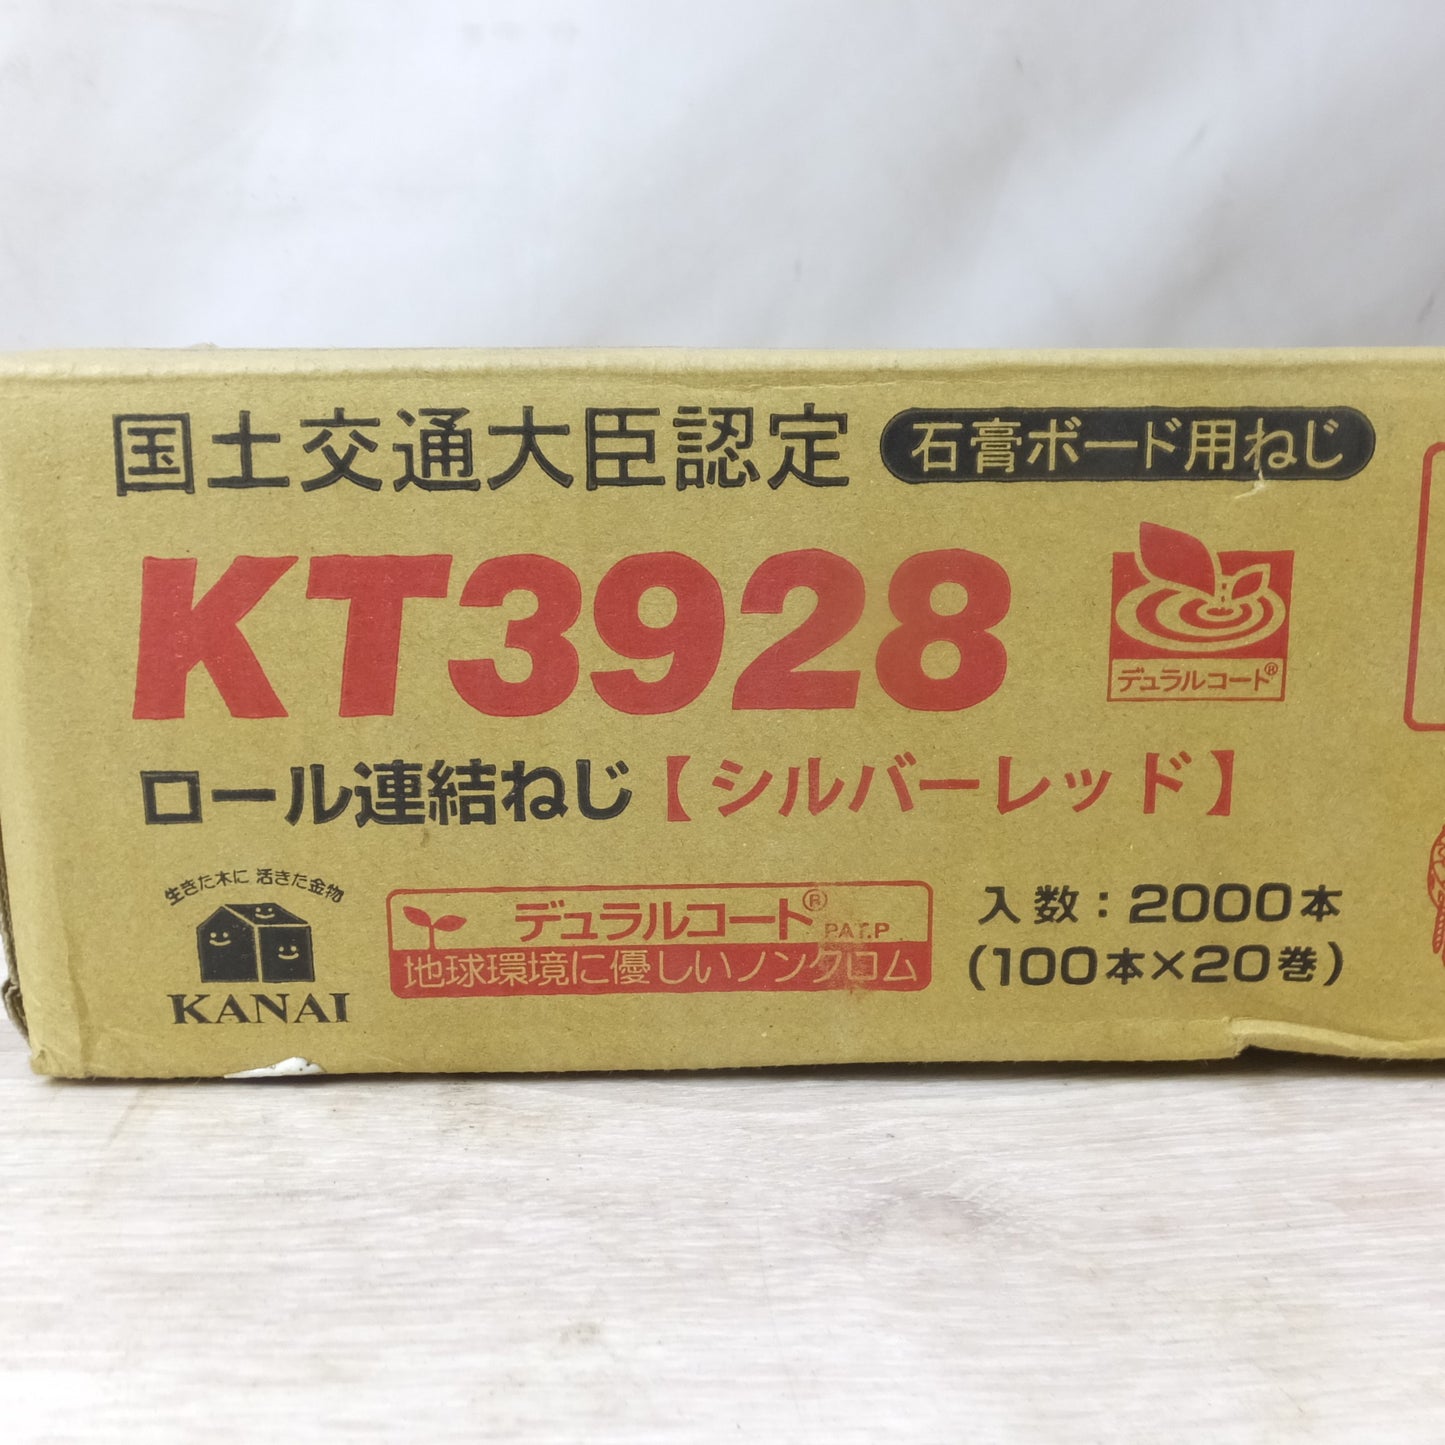 国土交通大臣認定 石膏ボード用ねじ
KT3928
デュラルコート®
ロール連結ねじ【シルバーレッド】
生きた木に 活きた金物
KANAI
デュラルコート® PAT.P
地球環境に優しいノンクロム
入数：2000本
(100本×20巻)